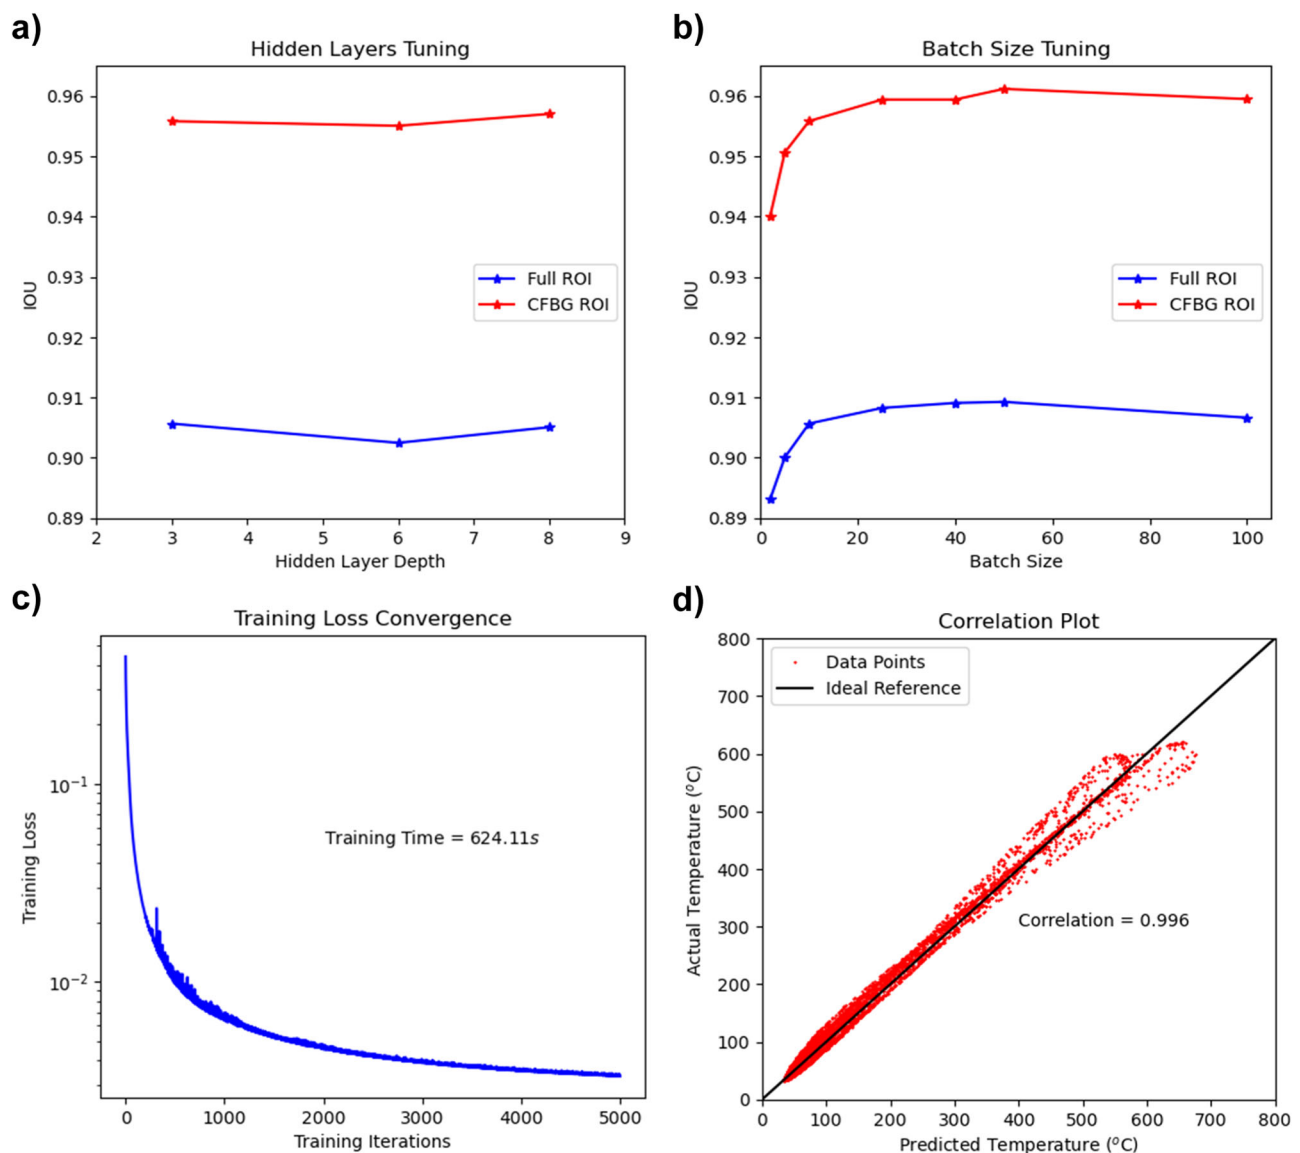 a)
Hidden Layers Tuning
0.96
0.95
0.94
0.93
0.92
0.91
0.90
0.89
IOU
Full ROI
CFBG ROI
2 3 4 5 6 7 8 9
Hidden Layer Depth
b)
Batch Size Tuning
0.96
0.95
0.94
0.93
0.92
0.91
0.90
0.89
IOU
Full ROI
CFBG ROI
0 20 40 60 80 100
Batch Size
c)
Training Loss Convergence
10⁻¹
10⁻²
Training Loss
Training Time = 624.11s
0 1000 2000 3000 4000 5000
Training Iterations
d)
Correlation Plot
800
700
600
500
400
300
200
100
0
Actual Temperature (°C)
Data Points
Ideal Reference
Correlation = 0.996
0 100 200 300 400 500 600 700 800
Predicted Temperature (°C)